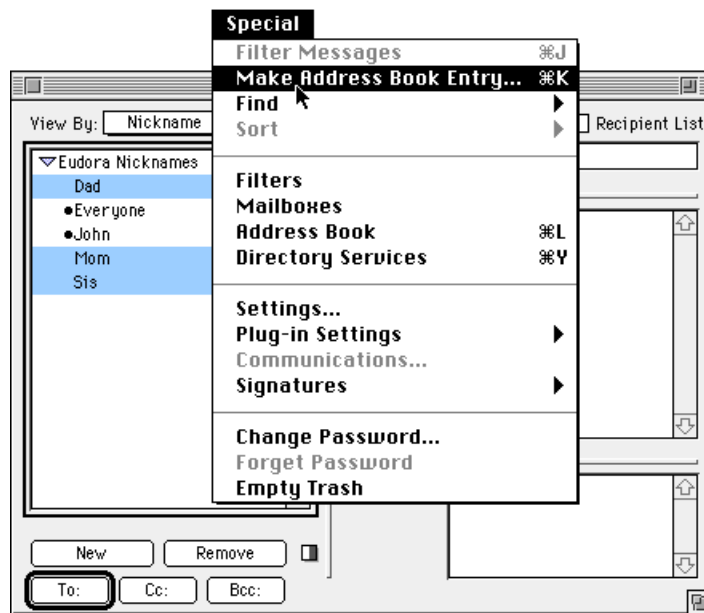 Special
Filter Messages ⌘J
Make Address Book Entry... ⌘K
Find
Sort
Filters
Mailboxes
Address Book ⌘L
Directory Services ⌘Y
Settings...
Plug-in Settings
Communications...
Signatures
Change Password...
Forget Password
Empty Trash
View By: Nickname
Recipient List
Eudora Nicknames
Dad
•Everyone
•John
Mom
Sis
New Remove
To: Cc: Bcc: